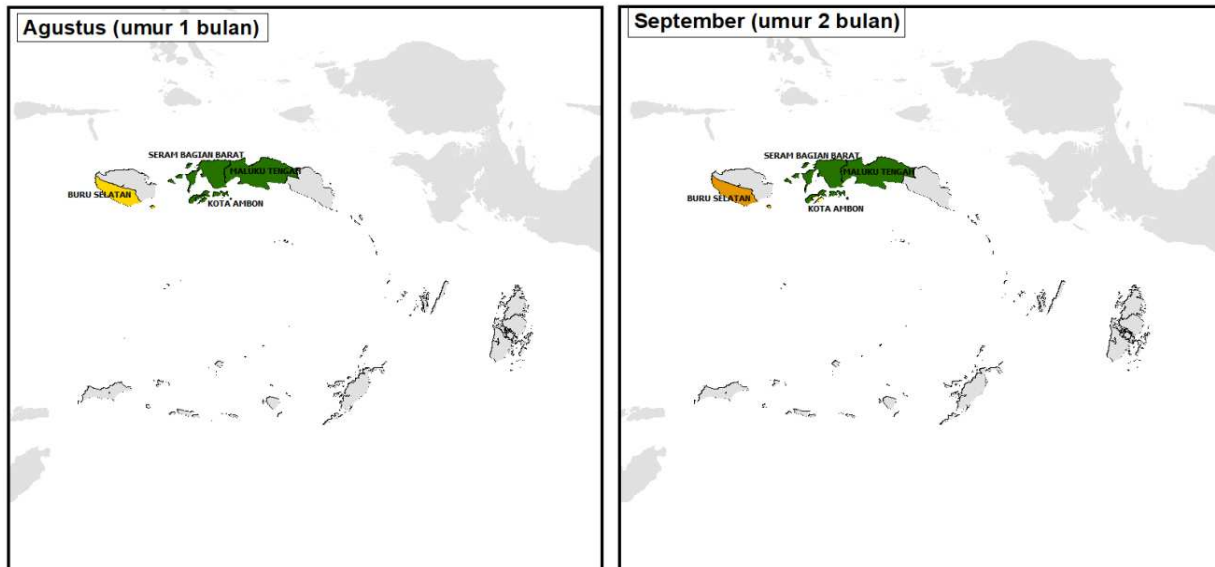 Agustus (umur 1 bulan)
SERAM BAGIAN BARAT
MALUKU TENGAH
BURU SELATAN
KOTA AMBON
September (umur 2 bulan)
SERAM BAGIAN BARAT
MALUKU TENGAH
BURU SELATAN
KOTA AMBON